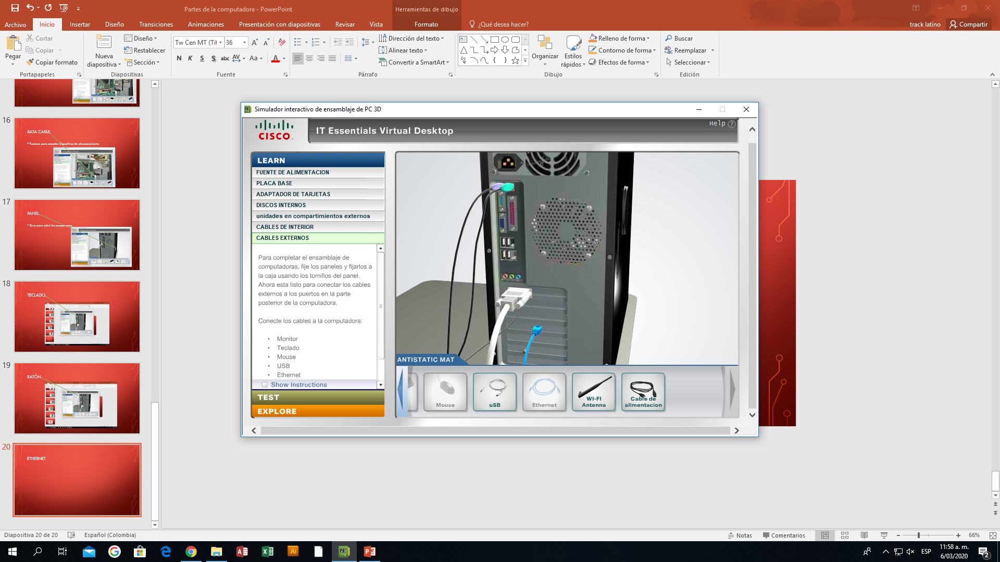 Partes de la computadora - PowerPoint
Herramientas de dibujo
Archivo
Inicio
Insertar
Diseño
Transiciones
Animaciones
Presentación con diapositivas
Revisar
Vista
Formato
¿Qué desea hacer?
track latino
Compartir
Pegar
Cortar
Copiar
Copiar formato
Portapapeles
Nueva
diapositiva
Diseño
Restablecer
Sección
Diapositivas
Tw Cen MT (Tít
36
N K S S abc AV Aa A
Fuente
Dirección del texto
Alinear texto
Convertir a SmartArt
Párrafo
Organizar
Estilos
rápidos
Relleno de forma
Contorno de forma
Efectos de forma
Dibujo
Buscar
Reemplazar
Seleccionar
Edición
16
SATA CABLE
* Funciona para conectar dispositivos de almacenamiento.
17
PANEL
18
TECLADO.
19
RATÓN.
20
ETHERNET
Simulador interactivo de ensamblaje de PC 3D
CISCO
IT Essentials Virtual Desktop
Help ?
LEARN
FUENTE DE ALIMENTACION
PLACA BASE
ADAPTADOR DE TARJETAS
DISCOS INTERNOS
unidades en compartimientos externos
CABLES DE INTERIOR
CABLES EXTERNOS
Para completar el ensamblaje de
computadoras, fije los paneles y fijarlos a
la caja usando los tornillos del panel.
Ahora esta listo para conectar los cables
externos a los puertos en la parte
posterior de la computadora.
Conecte los cables a la computadora:
• Monitor
• Teclado
• Mouse
• USB
• Ethernet
Show Instructions
TEST
EXPLORE
ANTISTATIC MAT
Mouse
uSB
Ethernet
WI-FI
Antenna
Cable de
alimentacion
Diapositiva 20 de 20
Español (Colombia)
Notas
Comentarios
66%
ESP
11:58 a. m.
6/03/2020
2